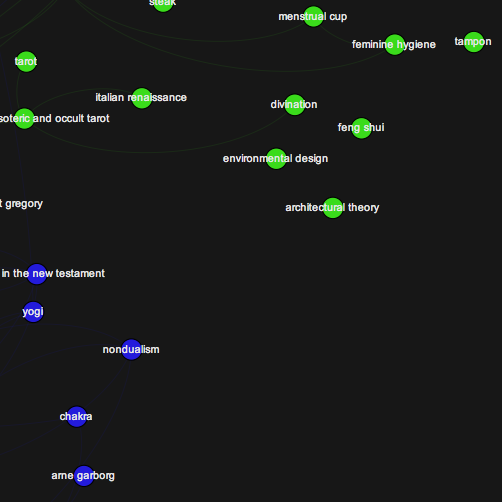 steak
menstrual cup
feminine hygiene
tampon
tarot
italian renaissance
divination
soteric and occult tarot
feng shui
environmental design
t gregory
architectural theory
in the new testament
yogi
nondualism
chakra
arne garborg